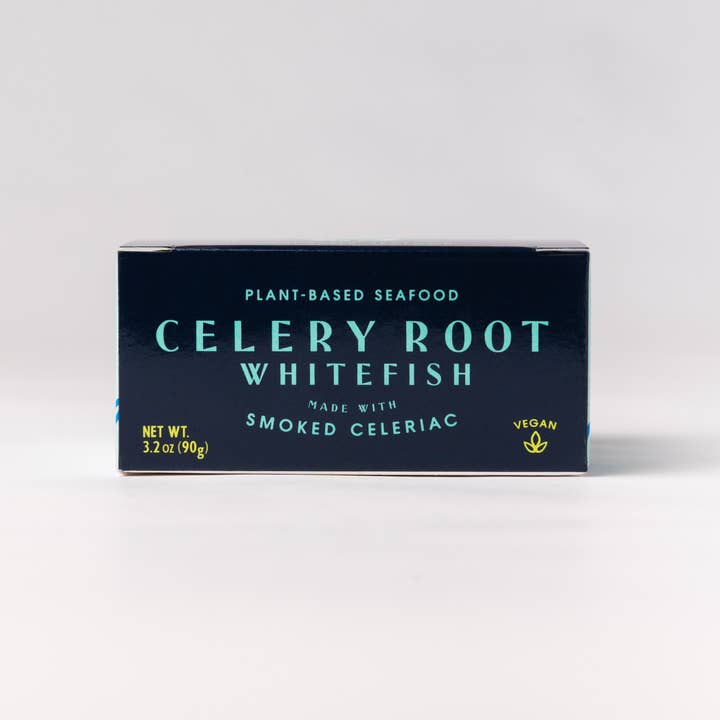 PLANT-BASED SEAFOOD
CELERY ROOT
WHITEFISH
MADE WITH
SMOKED CELERIAC
NET WT.
3.2 oz (90g)
VEGAN